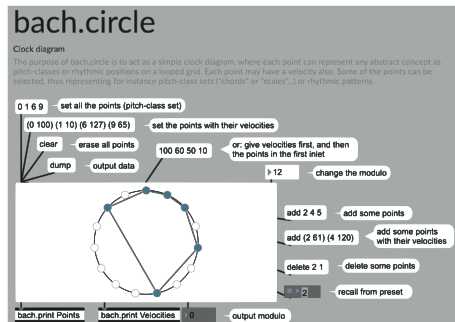 bach.circle
Clock diagram
The purpose of bach.circle is to act as a simple clock diagram, where each point can represent any abstract concept as
pitch-classes or rhythmic positions on a looped grid. Each point may have a velocity also. Some of the points can be
selected, thus representing for instance pitch-class sets ("chords" or "scales"...) or rhythmic patterns.
0 1 6 9
set all the points (pitch-class set)
(0 100) (1 10) (6 127) (9 65)
set the points with their velocities
clear
erase all points
100 60 50 10
or: give velocities first, and then
the points in the first inlet
dump
output data
12
change the modulo
add 2 4 5
add some points
add (2 61) (4 120)
add some points
with their velocities
delete 2 1
delete some points
2
recall from preset
bach.print Points
bach.print Velocities
0
output modulo